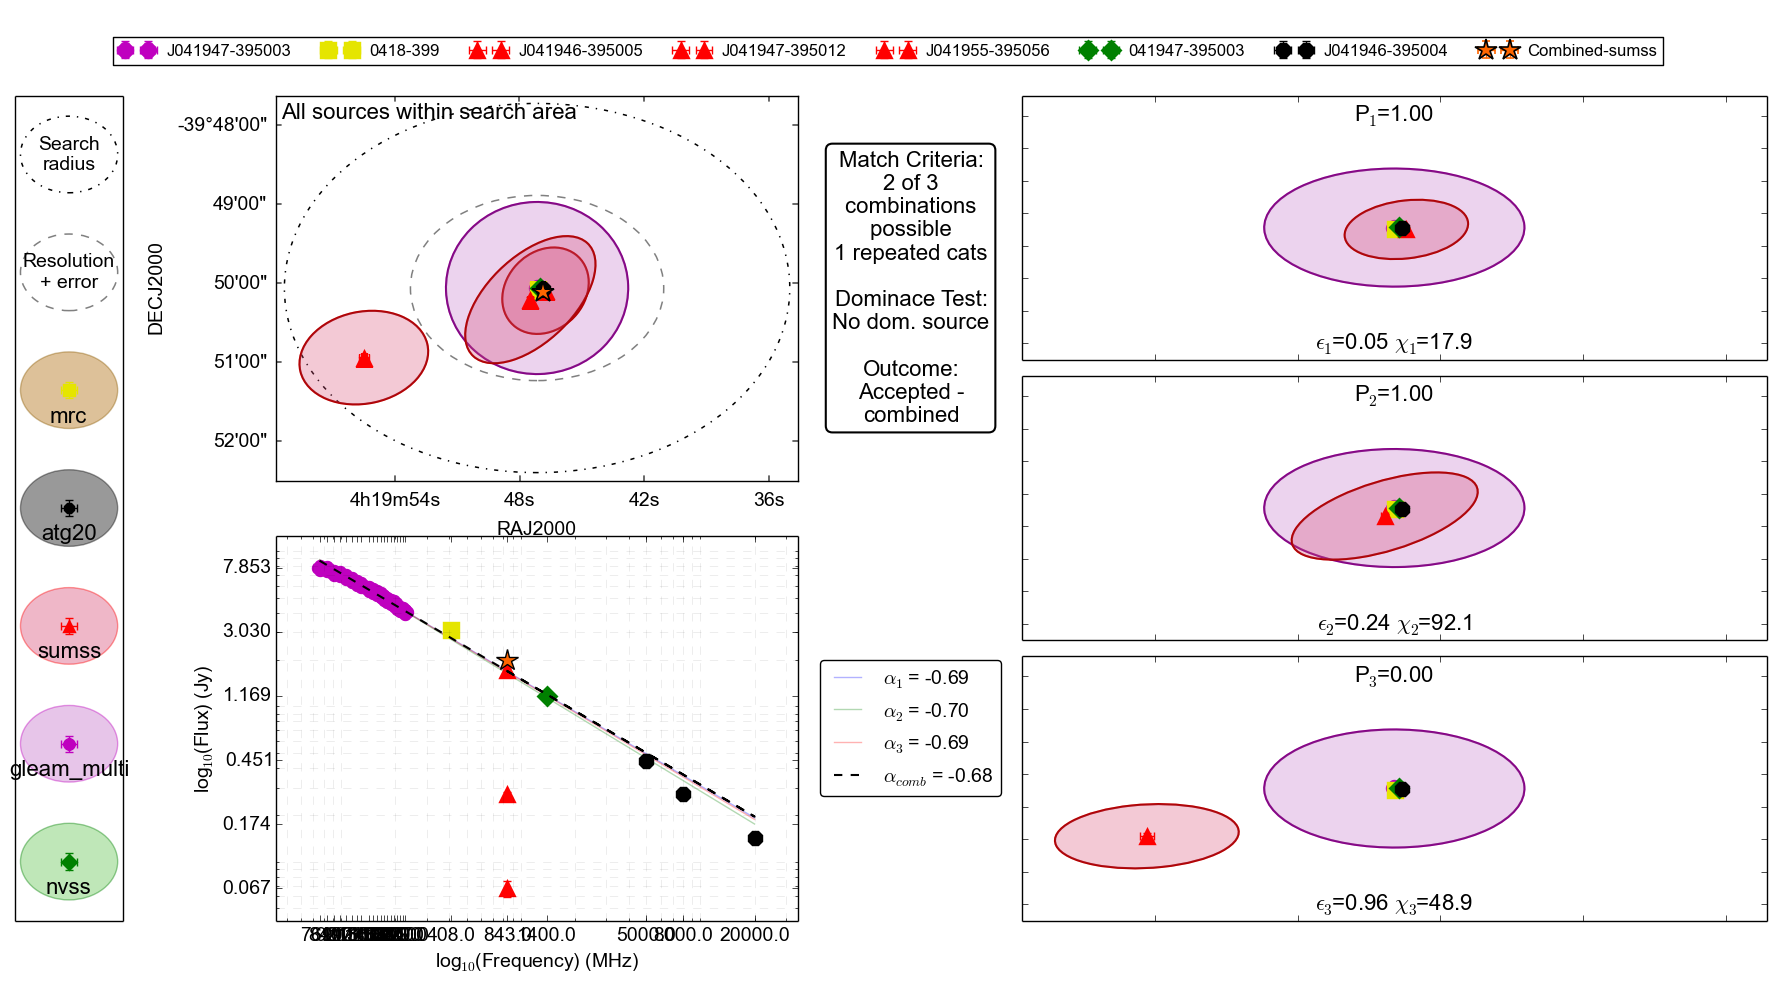 J041947-395003 0418-399 J041946-395005 J041947-395012 J041955-395056 041947-395003 J041946-395004 Combined-sumss
Search
radius
Resolution
+ error
mrc
atg20
sumss
gleam_multi
nvss
All sources within search area
-39°48'00"
49'00"
50'00"
51'00"
52'00"
DECJ2000
4h19m54s 48s 42s 36s
RAJ2000
Match Criteria:
2 of 3
combinations
possible
1 repeated cats
Dominace Test:
No dom. source
Outcome:
Accepted -
combined
7.853
3.030
1.169
0.451
0.174
0.067
log₁₀(Flux) (Jy)
408.0 843.0 1400.0 5000.0 8000.0 20000.0
log₁₀(Frequency) (MHz)
α₁ = -0.69
α₂ = -0.70
α₃ = -0.69
α_comb = -0.68
P₁=1.00
ϵ₁=0.05 χ₁=17.9
P₂=1.00
ϵ₂=0.24 χ₂=92.1
P₃=0.00
ϵ₃=0.96 χ₃=48.9